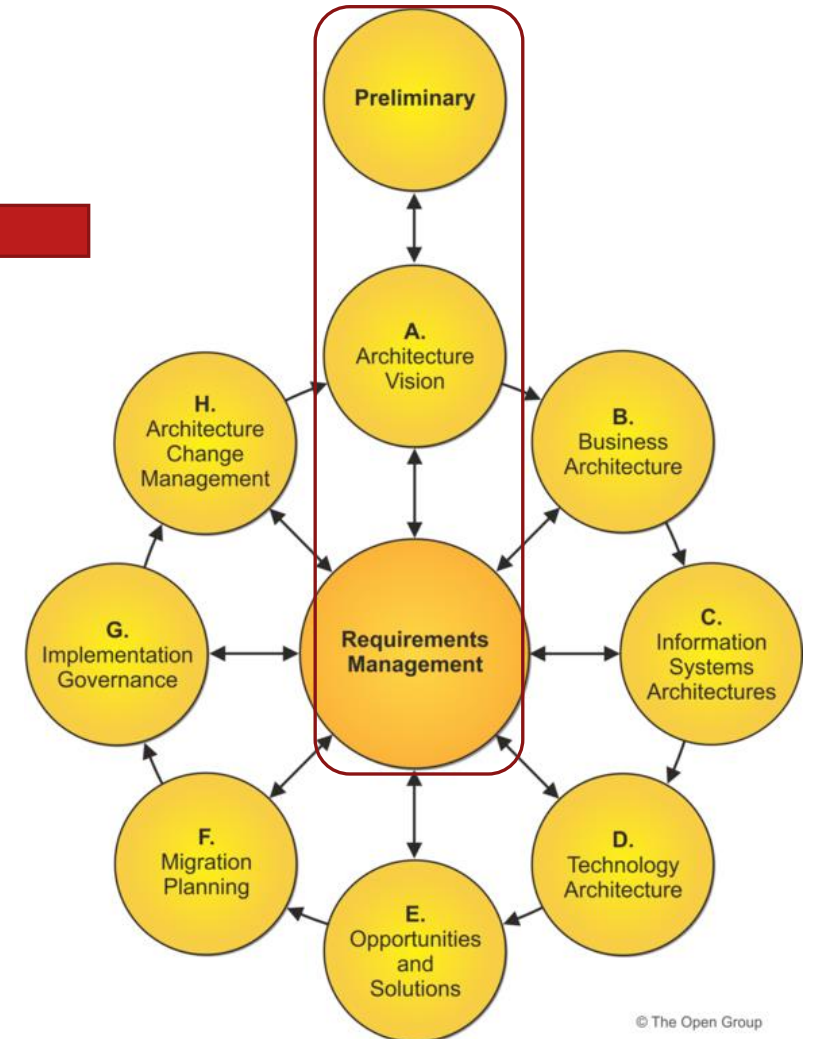 Preliminary
A.
Architecture
Vision
B.
Business
Architecture
C.
Information
Systems
Architectures
D.
Technology
Architecture
E.
Opportunities
and
Solutions
F.
Migration
Planning
G.
Implementation
Governance
H.
Architecture
Change
Management
Requirements
Management
© The Open Group